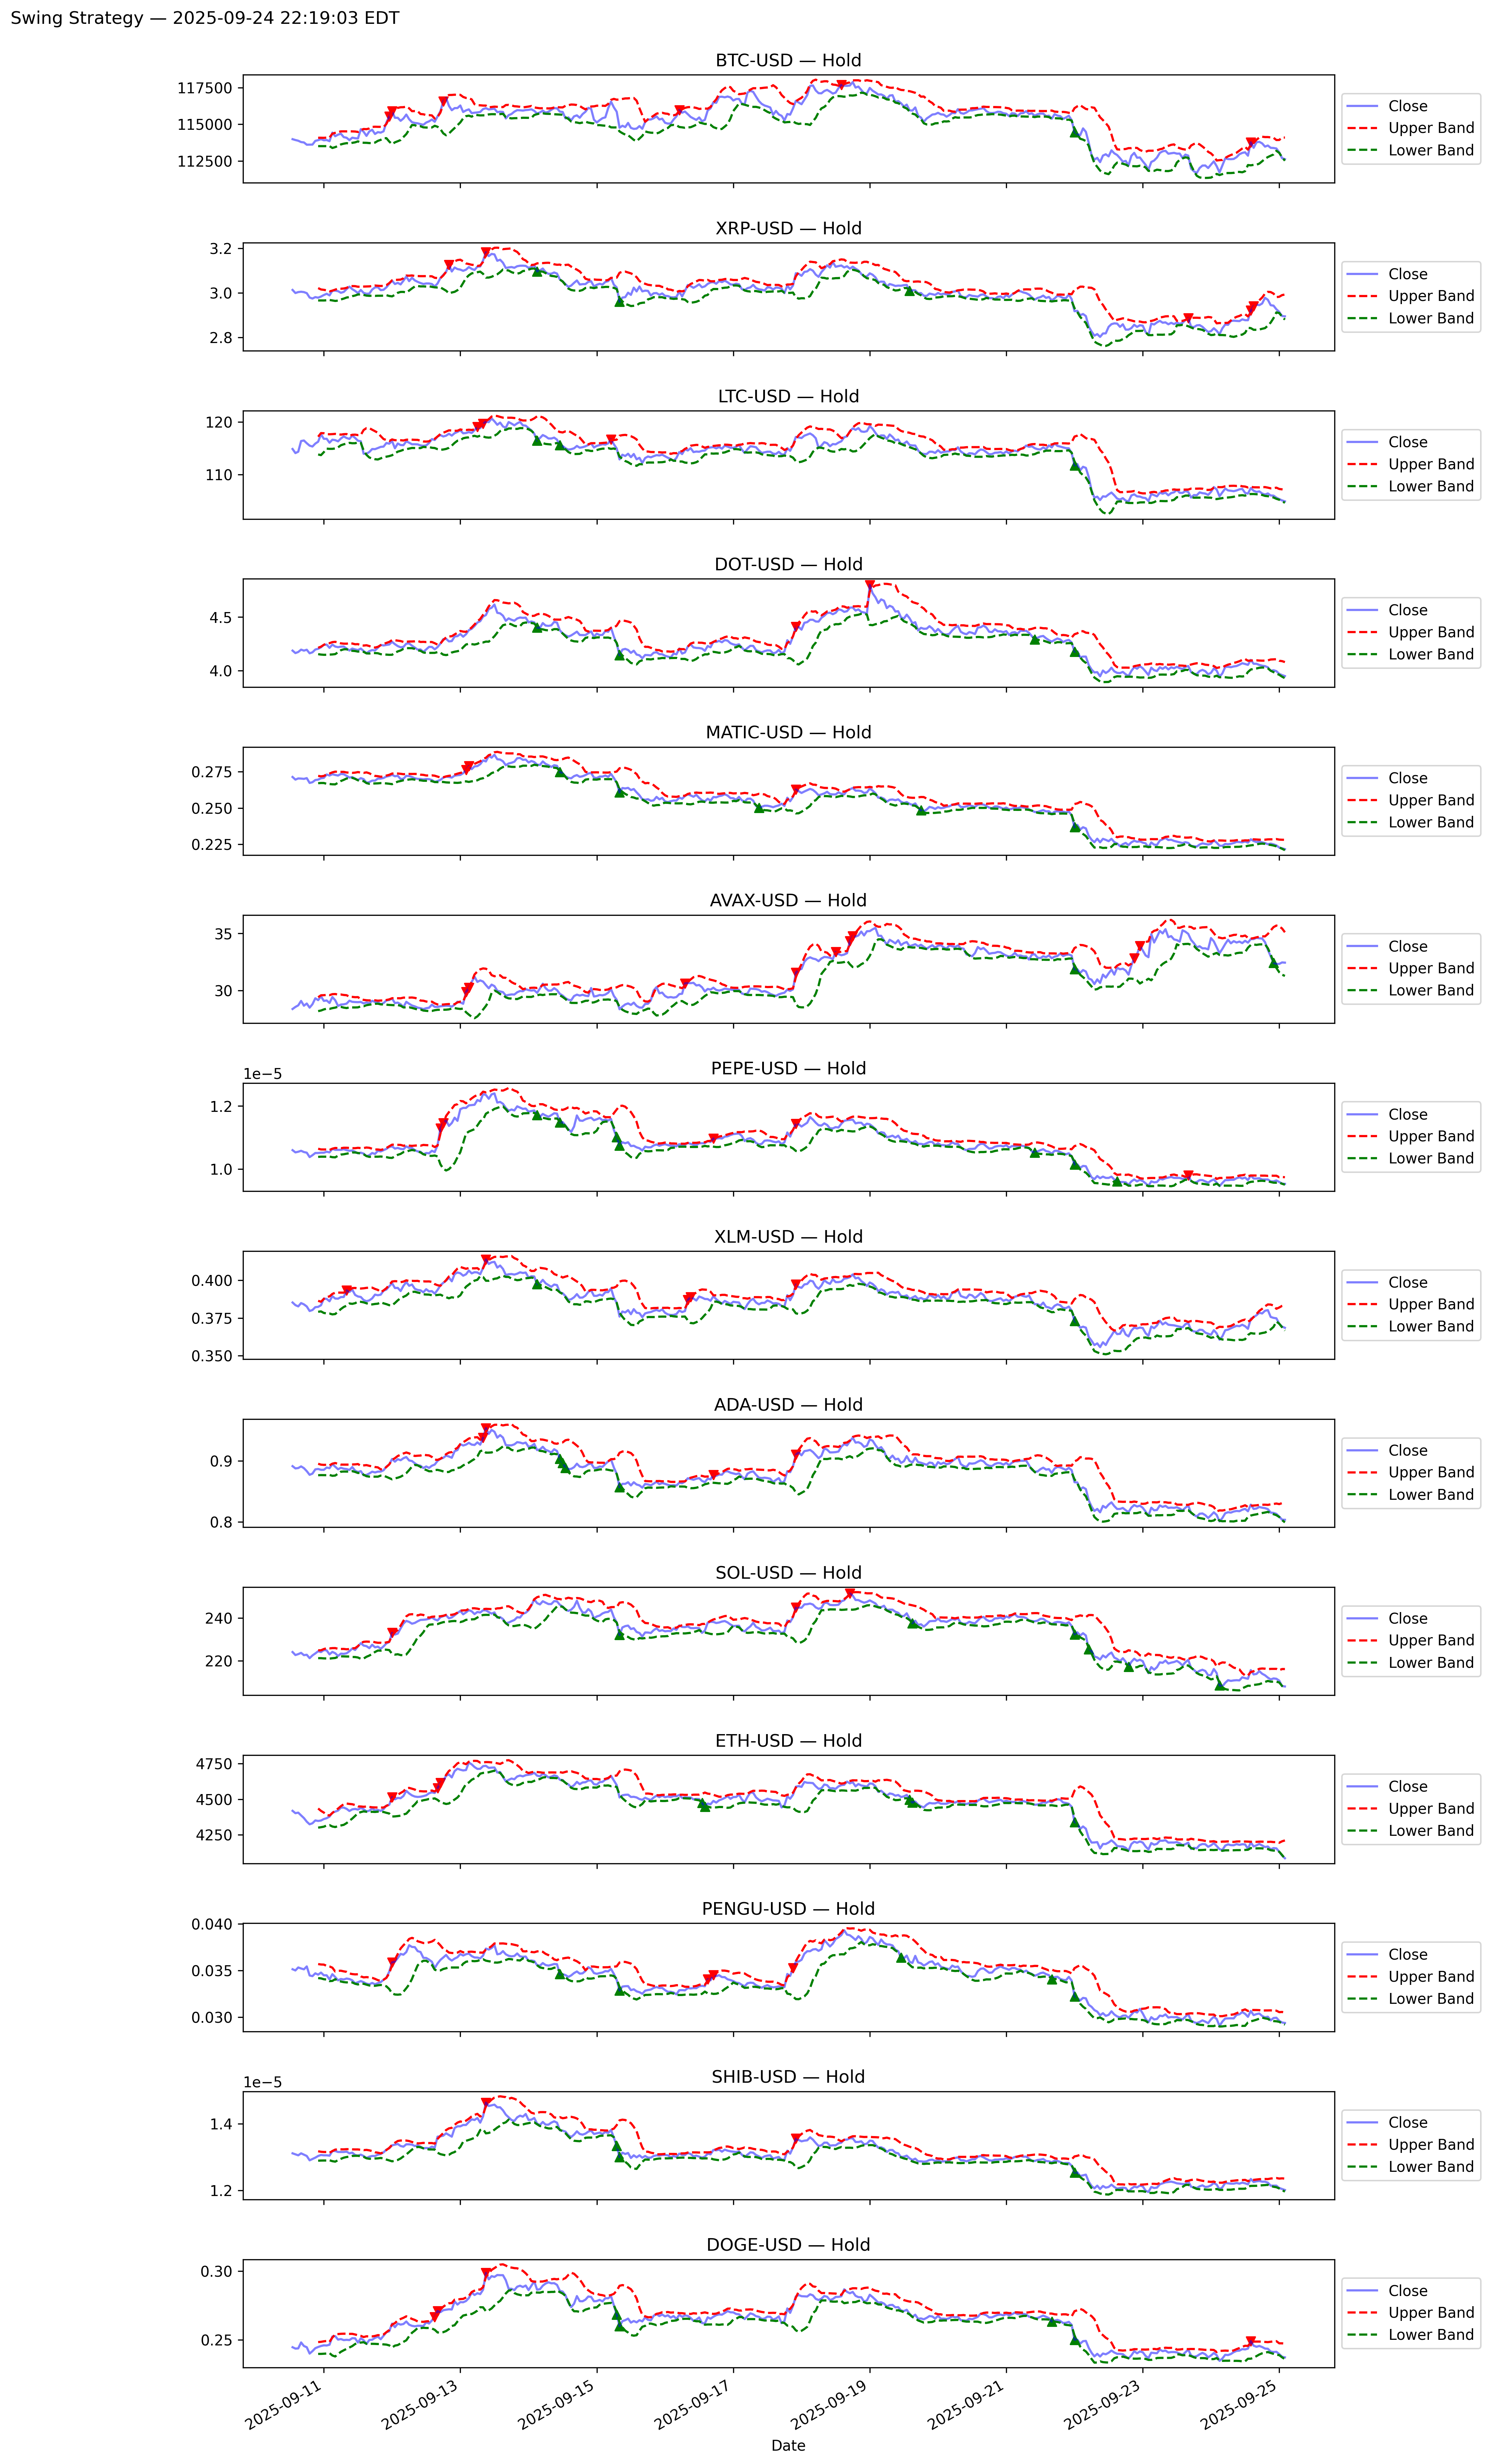 Swing Strategy — 2025-09-24 22:19:03 EDT
BTC-USD — Hold
117500
115000
112500
Close
Upper Band
Lower Band
XRP-USD — Hold
3.2
3.0
2.8
Close
Upper Band
Lower Band
LTC-USD — Hold
120
110
Close
Upper Band
Lower Band
DOT-USD — Hold
4.5
4.0
Close
Upper Band
Lower Band
MATIC-USD — Hold
0.275
0.250
0.225
Close
Upper Band
Lower Band
AVAX-USD — Hold
35
30
Close
Upper Band
Lower Band
PEPE-USD — Hold
1e−5
1.2
1.0
Close
Upper Band
Lower Band
XLM-USD — Hold
0.400
0.375
0.350
Close
Upper Band
Lower Band
ADA-USD — Hold
0.9
0.8
Close
Upper Band
Lower Band
SOL-USD — Hold
240
220
Close
Upper Band
Lower Band
ETH-USD — Hold
4750
4500
4250
Close
Upper Band
Lower Band
PENGU-USD — Hold
0.040
0.035
0.030
Close
Upper Band
Lower Band
SHIB-USD — Hold
1e−5
1.4
1.2
Close
Upper Band
Lower Band
DOGE-USD — Hold
0.30
0.25
Close
Upper Band
Lower Band
2025-09-11
2025-09-13
2025-09-15
2025-09-17
2025-09-19
2025-09-21
2025-09-23
2025-09-25
Date